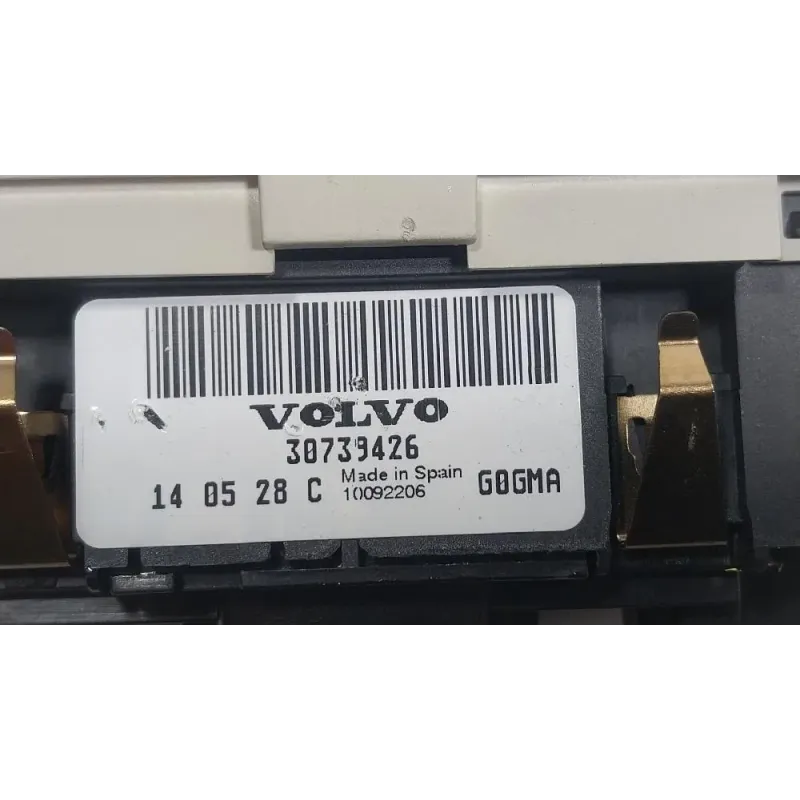 VOLVO
30739426
14 05 28 C Made in Spain G0GMA
10092206